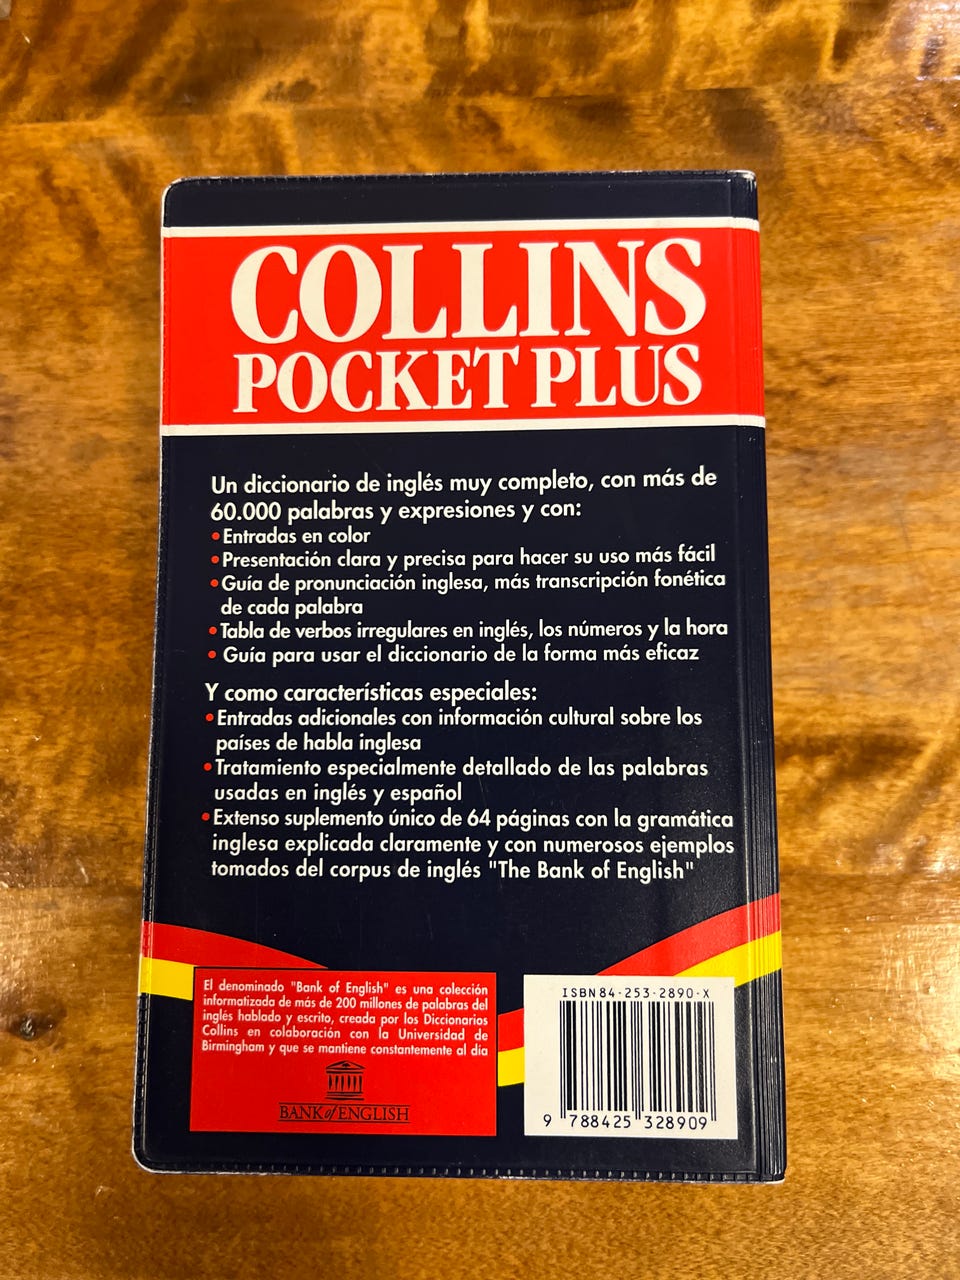 COLLINS
POCKET PLUS
Un diccionario de inglés muy completo, con más de
60.000 palabras y expresiones y con:
• Entradas en color
• Presentación clara y precisa para hacer su uso más fácil
• Guía de pronunciación inglesa, más transcripción fonética
de cada palabra
• Tabla de verbos irregulares en inglés, los números y la hora
• Guía para usar el diccionario de la forma más eficaz
Y como características especiales:
• Entradas adicionales con información cultural sobre los
países de habla inglesa
• Tratamiento especialmente detallado de las palabras
usadas en inglés y español
• Extenso suplemento único de 64 páginas con la gramática
inglesa explicada claramente y con numerosos ejemplos
tomados del corpus de inglés "The Bank of English"
El denominado "Bank of English" es una colección
informatizada de más de 200 millones de palabras del
inglés hablado y escrito, creada por los Diccionarios
Collins en colaboración con la Universidad de
Birmingham y que se mantiene constantemente al día
BANK of ENGLISH
ISBN 84-253-2890-X
9 788425 328909